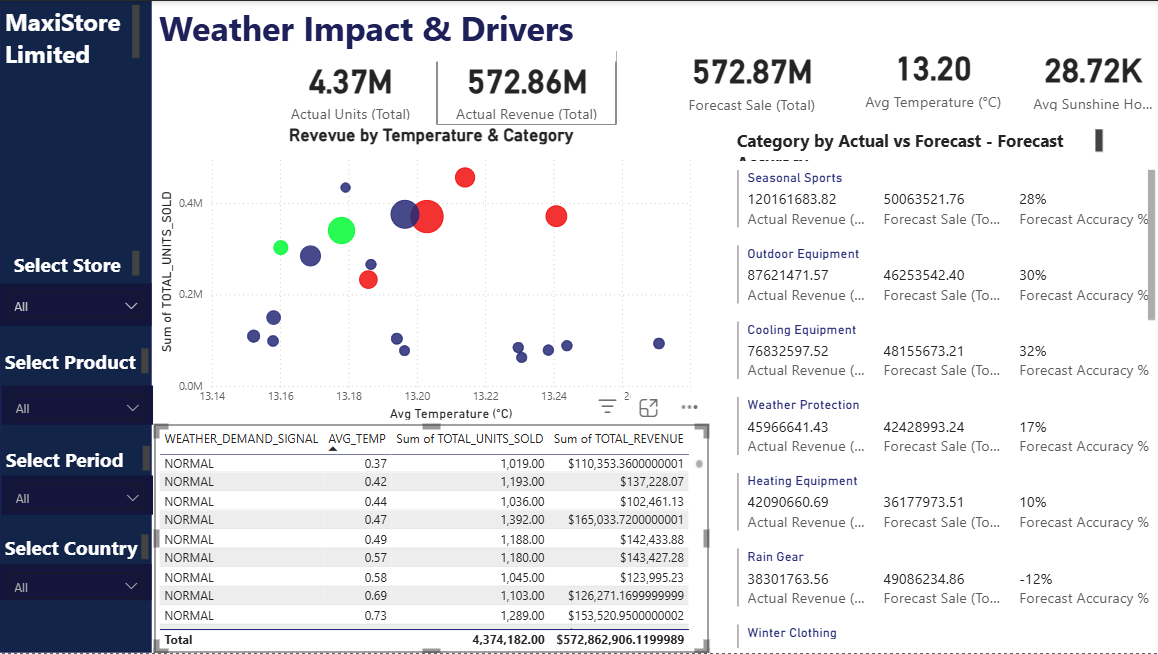 MaxiStore
Limited
Weather Impact & Drivers
4.37M
Actual Units (Total)
572.86M
Actual Revenue (Total)
572.87M
Forecast Sale (Total)
13.20
Avg Temperature (°C)
28.72K
Avg Sunshine Ho...
Select Store
All
Select Product
All
Select Period
All
Select Country
All
Revevue by Temperature & Category
Sum of TOTAL_UNITS_SOLD
0.4M
0.2M
0.0M
13.14 13.16 13.18 13.20 13.22 13.24 2
Avg Temperature (°C)
WEATHER_DEMAND_SIGNAL AVG_TEMP Sum of TOTAL_UNITS_SOLD Sum of TOTAL_REVENUE
NORMAL 0.37 1,019.00 $110,353.3600000001
NORMAL 0.42 1,193.00 $137,228.07
NORMAL 0.44 1,036.00 $102,461.13
NORMAL 0.47 1,392.00 $165,033.7200000001
NORMAL 0.49 1,188.00 $142,433.88
NORMAL 0.57 1,180.00 $143,427.28
NORMAL 0.58 1,045.00 $123,995.23
NORMAL 0.69 1,103.00 $126,271.1699999999
NORMAL 0.73 1,289.00 $153,520.9500000002
Total 4,374,182.00 $572,862,906.1199989
Category by Actual vs Forecast - Forecast
Seasonal Sports
120161683.82 50063521.76 28%
Actual Revenue (... Forecast Sale (To... Forecast Accuracy %
Outdoor Equipment
87621471.57 46253542.40 30%
Actual Revenue (... Forecast Sale (To... Forecast Accuracy %
Cooling Equipment
76832597.52 48155673.21 32%
Actual Revenue (... Forecast Sale (To... Forecast Accuracy %
Weather Protection
45966641.43 42428993.24 17%
Actual Revenue (... Forecast Sale (To... Forecast Accuracy %
Heating Equipment
42090660.69 36177973.51 10%
Actual Revenue (... Forecast Sale (To... Forecast Accuracy %
Rain Gear
38301763.56 49086234.86 -12%
Actual Revenue (... Forecast Sale (To... Forecast Accuracy %
Winter Clothing